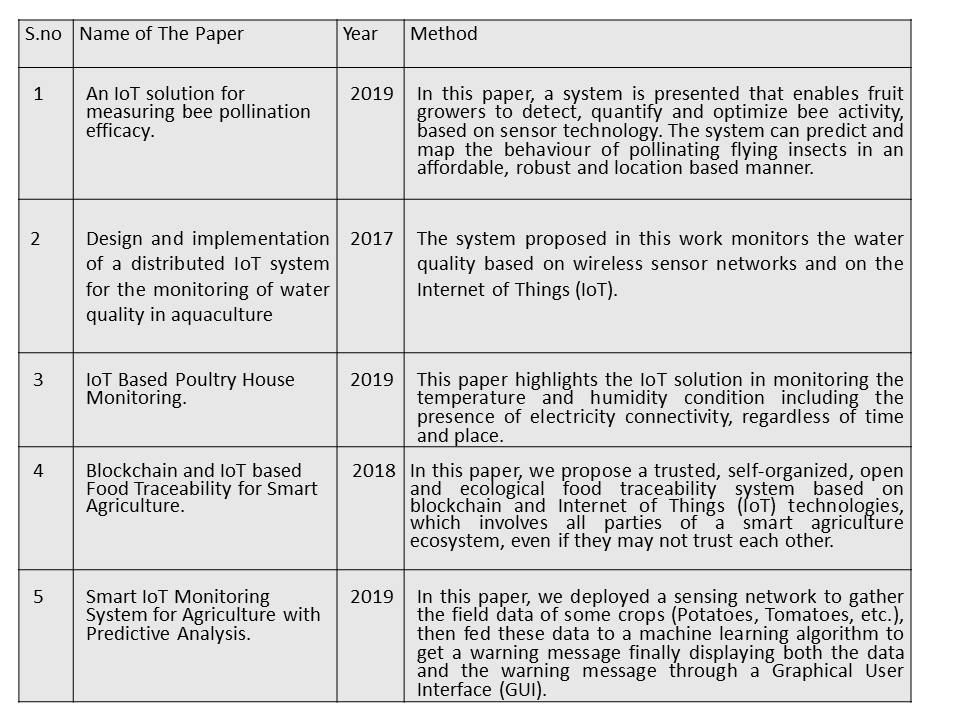 S.no Name of The Paper Year Method
1 An IoT solution for measuring bee pollination efficacy. 2019 In this paper, a system is presented that enables fruit
growers to detect, quantify and optimize bee activity,
based on sensor technology. The system can predict and
map the behaviour of pollinating flying insects in an
affordable, robust and location based manner.
2 Design and implementation of a distributed IoT system for the monitoring of water quality in aquaculture 2017 The system proposed in this work monitors the water
quality based on wireless sensor networks and on the
Internet of Things (IoT).
3 IoT Based Poultry House Monitoring. 2019 This paper highlights the IoT solution in monitoring the
temperature and humidity condition including the
presence of electricity connectivity, regardless of time
and place.
4 Blockchain and IoT based Food Traceability for Smart Agriculture. 2018 In this paper, we propose a trusted, self-organized, open
and ecological food traceability system based on
blockchain and Internet of Things (IoT) technologies,
which involves all parties of a smart agriculture
ecosystem, even if they may not trust each other.
5 Smart IoT Monitoring System for Agriculture with Predictive Analysis. 2019 In this paper, we deployed a sensing network to gather
the field data of some crops (Potatoes, Tomatoes, etc.),
then fed these data to a machine learning algorithm to
get a warning message finally displaying both the data
and the warning message through a Graphical User
Interface (GUI).